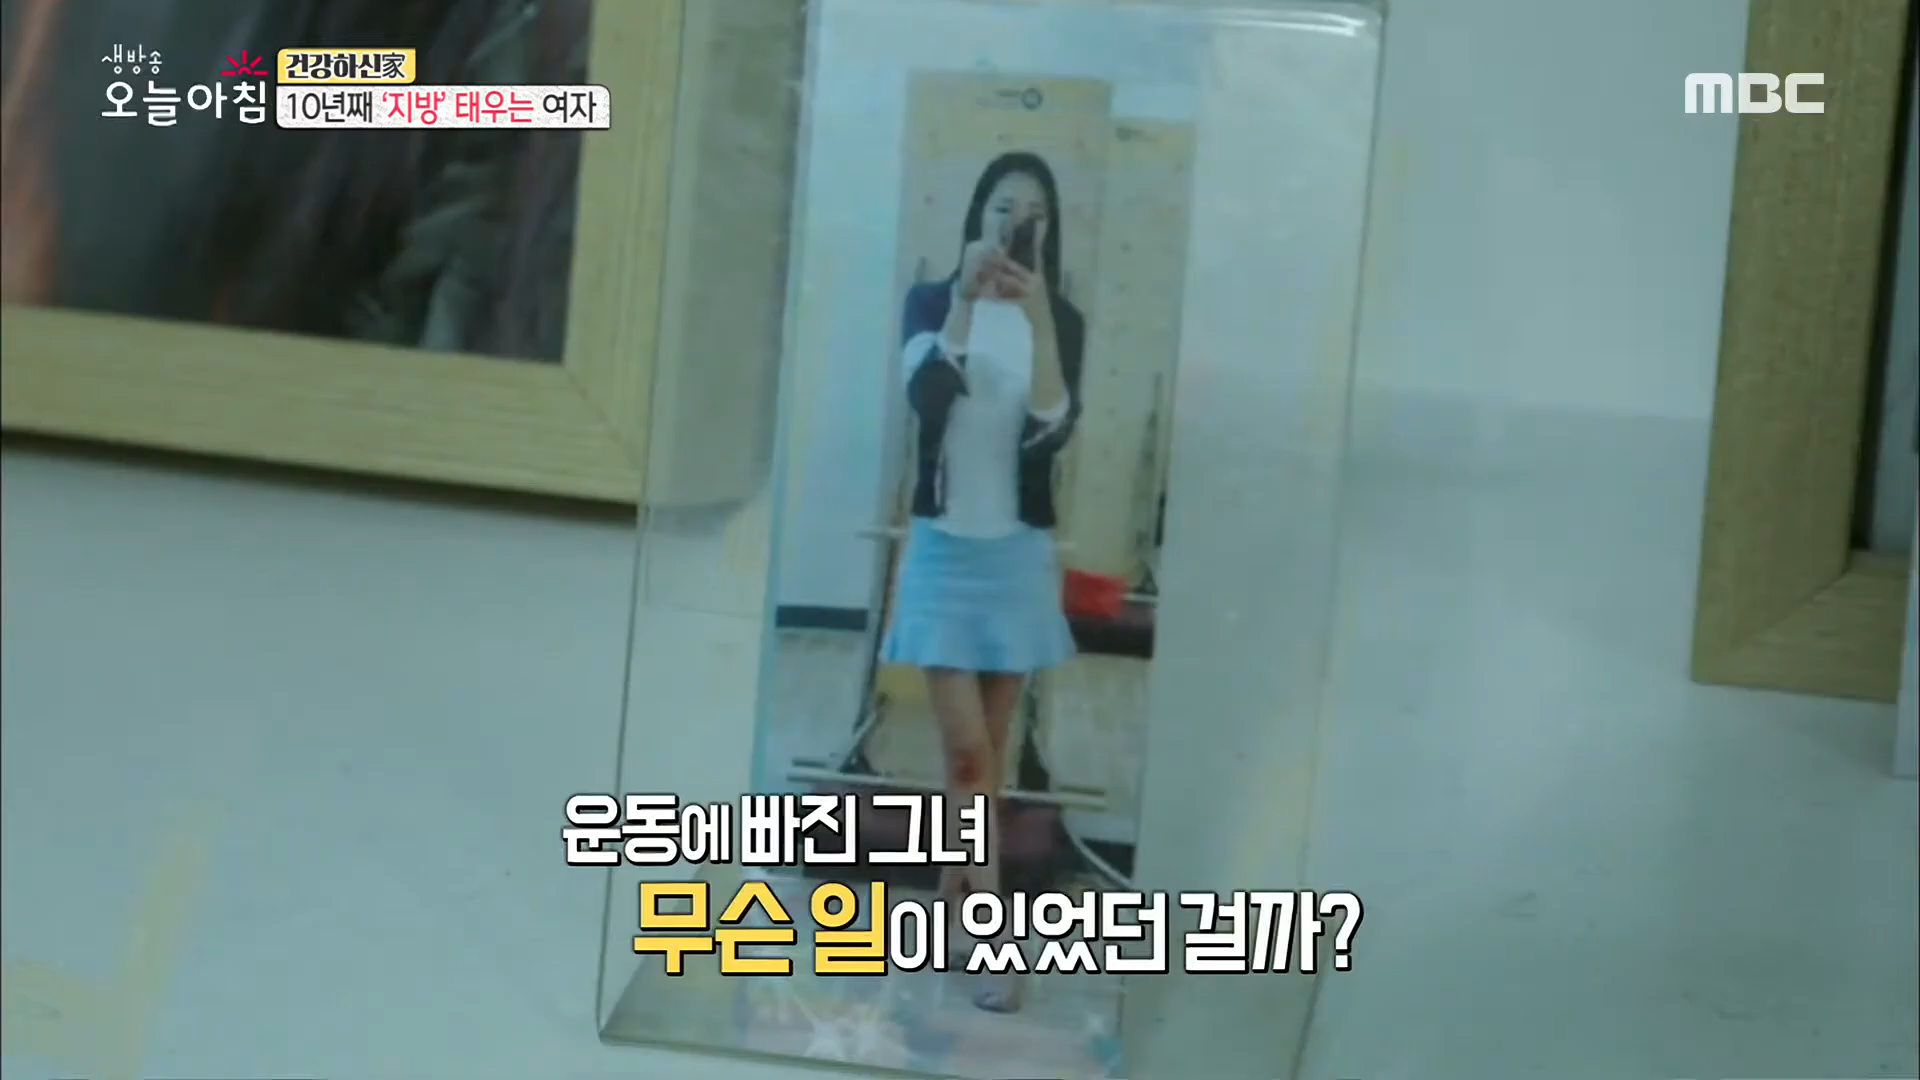 생방송
오늘아침
건강하신家
10년째 '지방' 태우는 여자
MBC
운동에 빠진 그녀
무슨 일이 있었던 걸까?